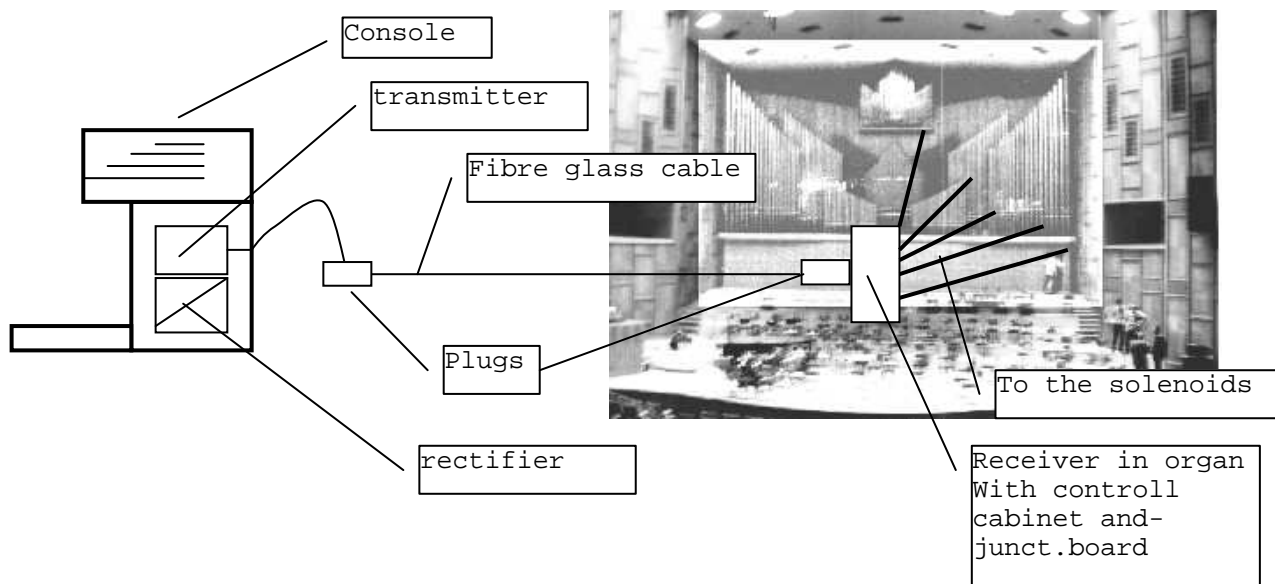 Console
transmitter
Fibre glass cable
Plugs
To the solenoids
rectifier
Receiver in organ
With controll
cabinet and-
junct.board